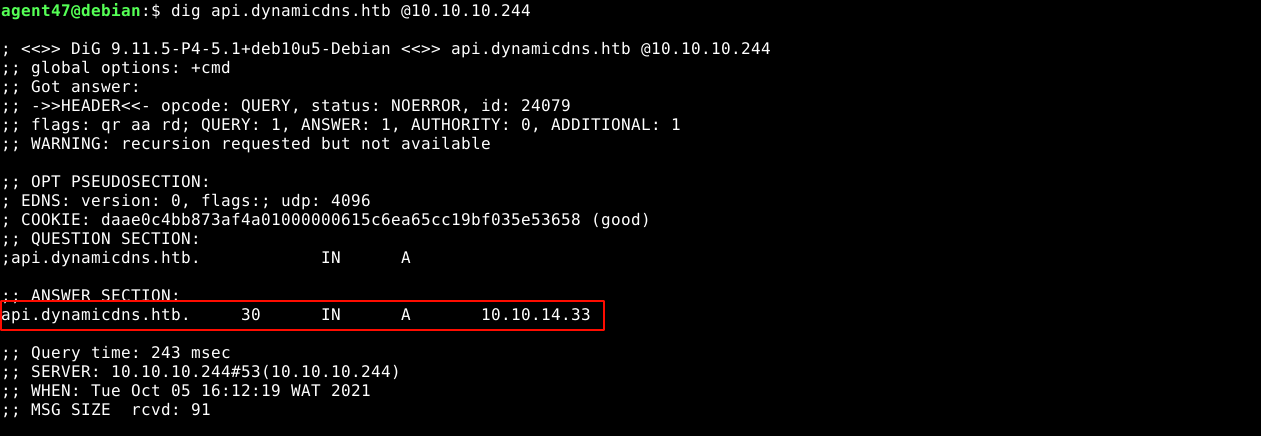 agent47@debian:$ dig api.dynamicdns.htb @10.10.10.244
; <<>> DiG 9.11.5-P4-5.1+deb10u5-Debian <<>> api.dynamicdns.htb @10.10.10.244
;; global options: +cmd
;; Got answer:
;; ->>HEADER<<- opcode: QUERY, status: NOERROR, id: 24079
;; flags: qr aa rd; QUERY: 1, ANSWER: 1, AUTHORITY: 0, ADDITIONAL: 1
;; WARNING: recursion requested but not available
;; OPT PSEUDOSECTION:
; EDNS: version: 0, flags:; udp: 4096
; COOKIE: daae0c4bb873af4a01000000615c6ea65cc19bf035e53658 (good)
;; QUESTION SECTION:
;api.dynamicdns.htb. IN A
;; ANSWER SECTION:
api.dynamicdns.htb. 30 IN A 10.10.14.33
;; Query time: 243 msec
;; SERVER: 10.10.10.244#53(10.10.10.244)
;; WHEN: Tue Oct 05 16:12:19 WAT 2021
;; MSG SIZE rcvd: 91